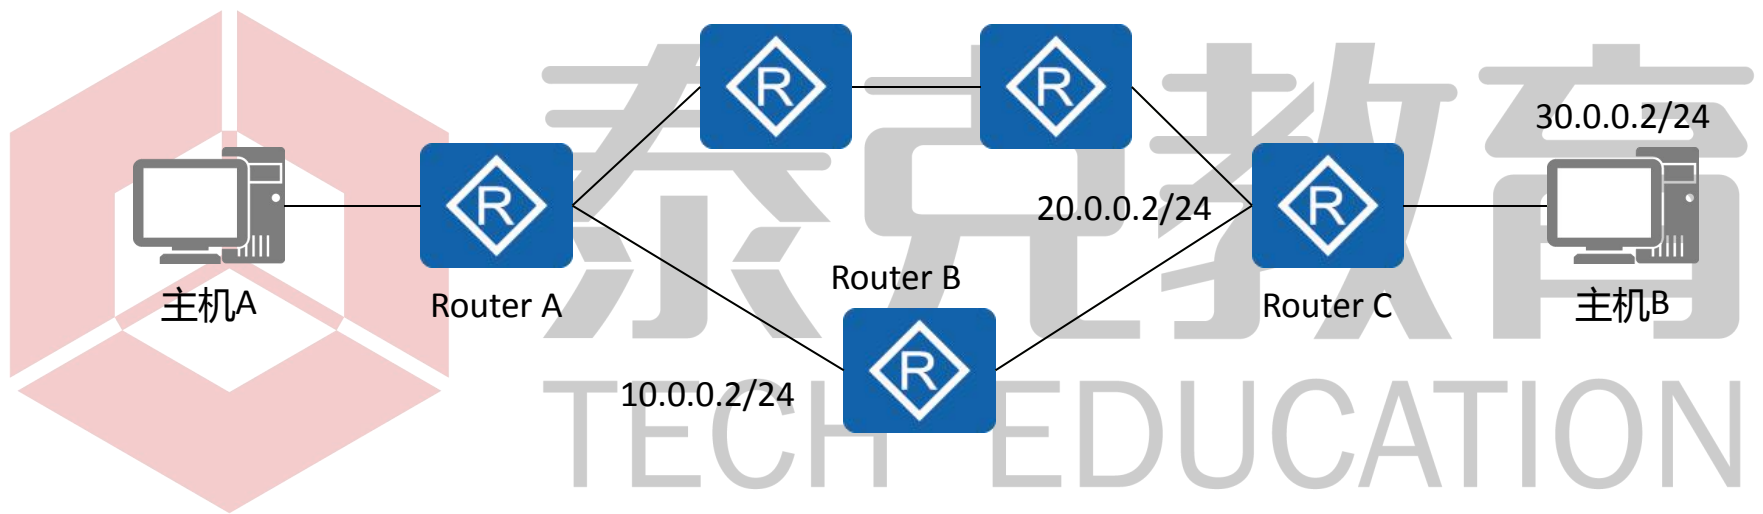 泰克教育
TECH EDUCATION
R
R
30.0.0.2/24
R
R
20.0.0.2/24
主机A
Router A
Router B
Router C
主机B
R
10.0.0.2/24